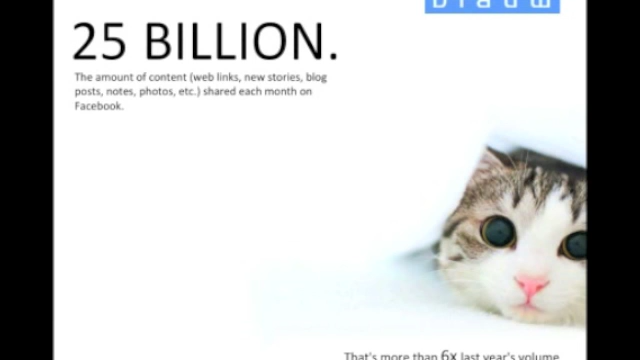 25 BILLION.
The amount of content (web links, new stories, blog
posts, notes, photos, etc.) shared each month on
Facebook.
That's more than 6x last year's volume